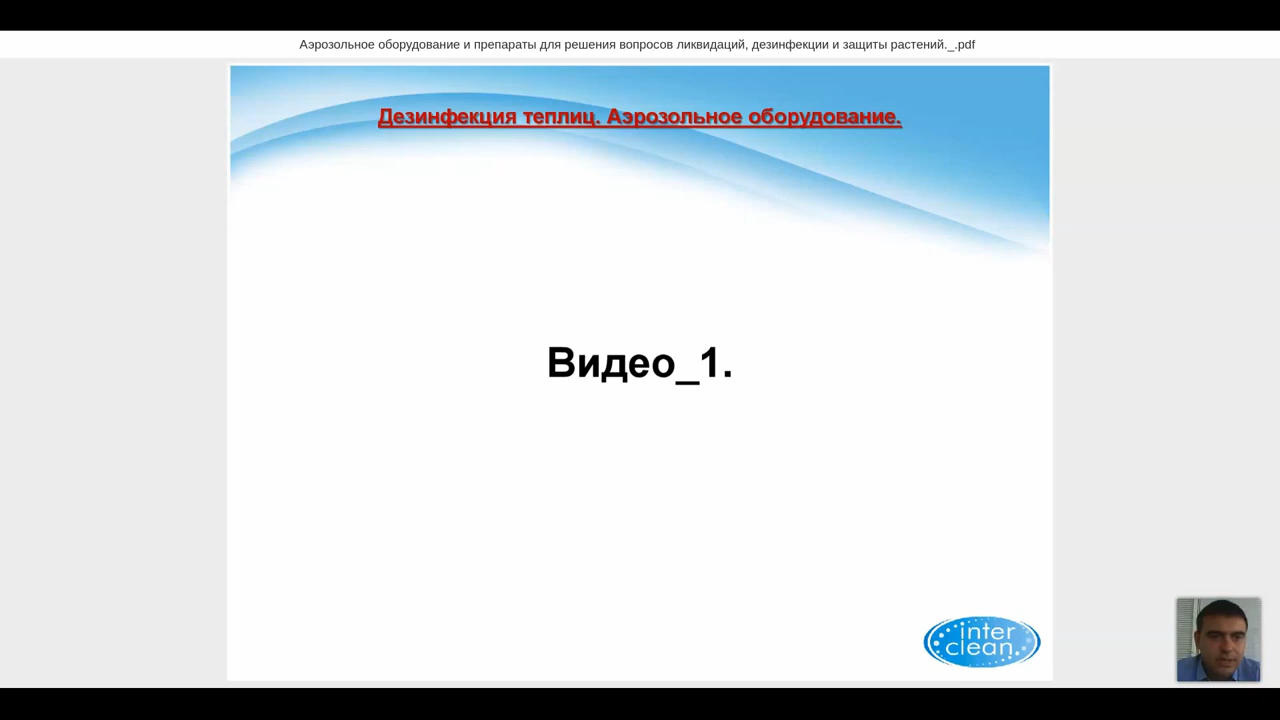 Аэрозольное оборудование и препараты для решения вопросов ликвидаций, дезинфекции и защиты растений._.pdf
Дезинфекция теплиц. Аэрозольное оборудование.
Видео_1.
inter
clean.